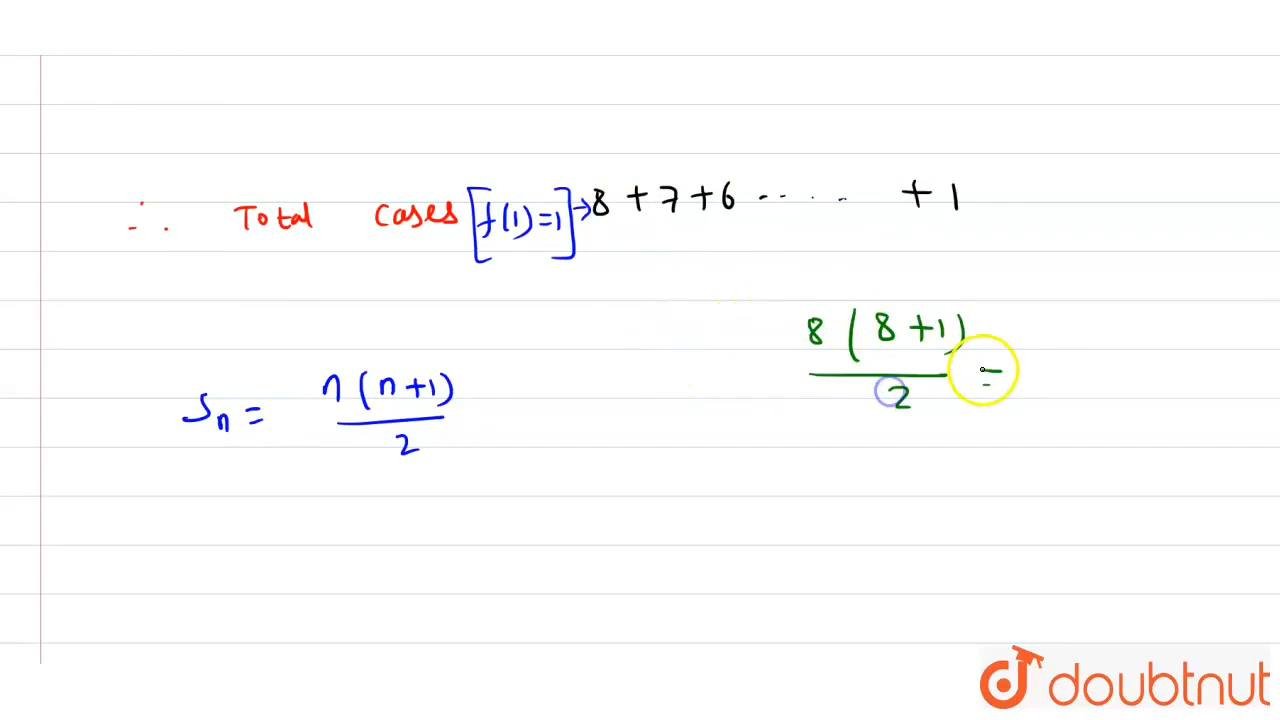 ∴ Total cases [f(1)=1] → 8 + 7 + 6 ..... + 1
8 (8+1) / 2 =
Sn = n(n+1) / 2
doubtnut